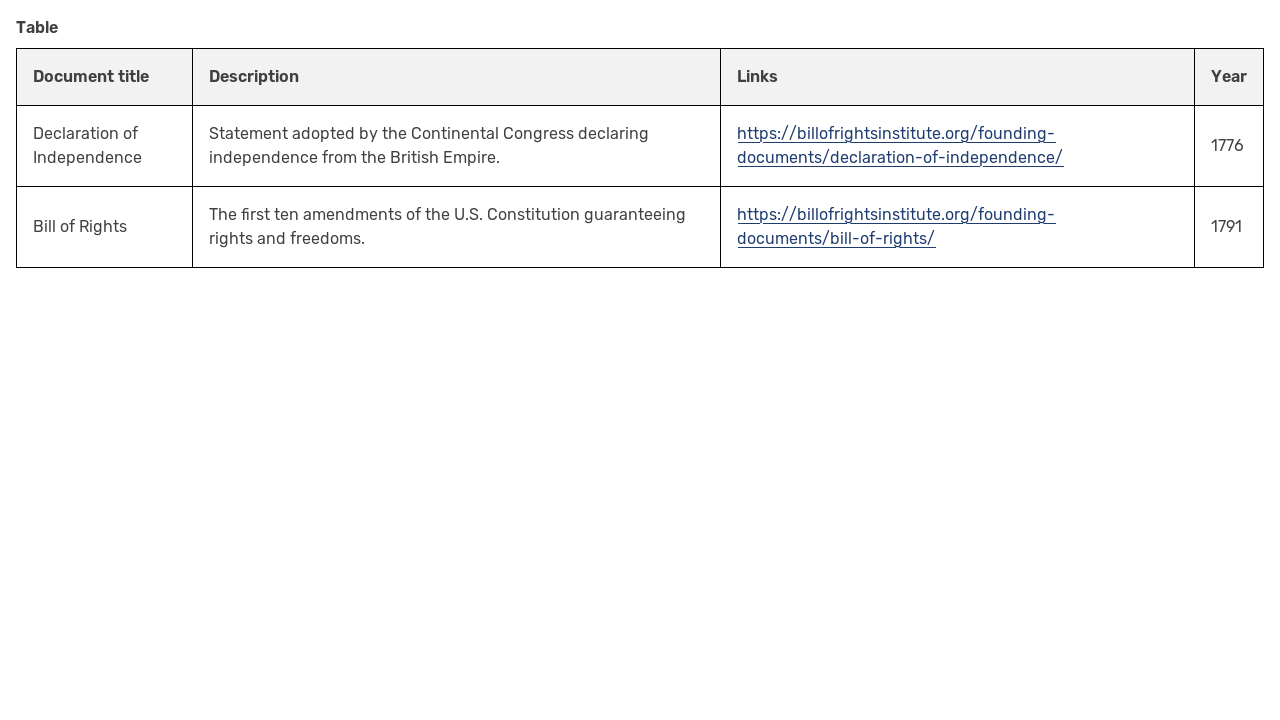 Table
Document title Description Links Year
Declaration of
Independence
Statement adopted by the Continental Congress declaring
independence from the British Empire.
https://billofrightsinstitute.org/founding-
documents/declaration-of-independence/
1776
Bill of Rights
The first ten amendments of the U.S. Constitution guaranteeing
rights and freedoms.
https://billofrightsinstitute.org/founding-
documents/bill-of-rights/
1791